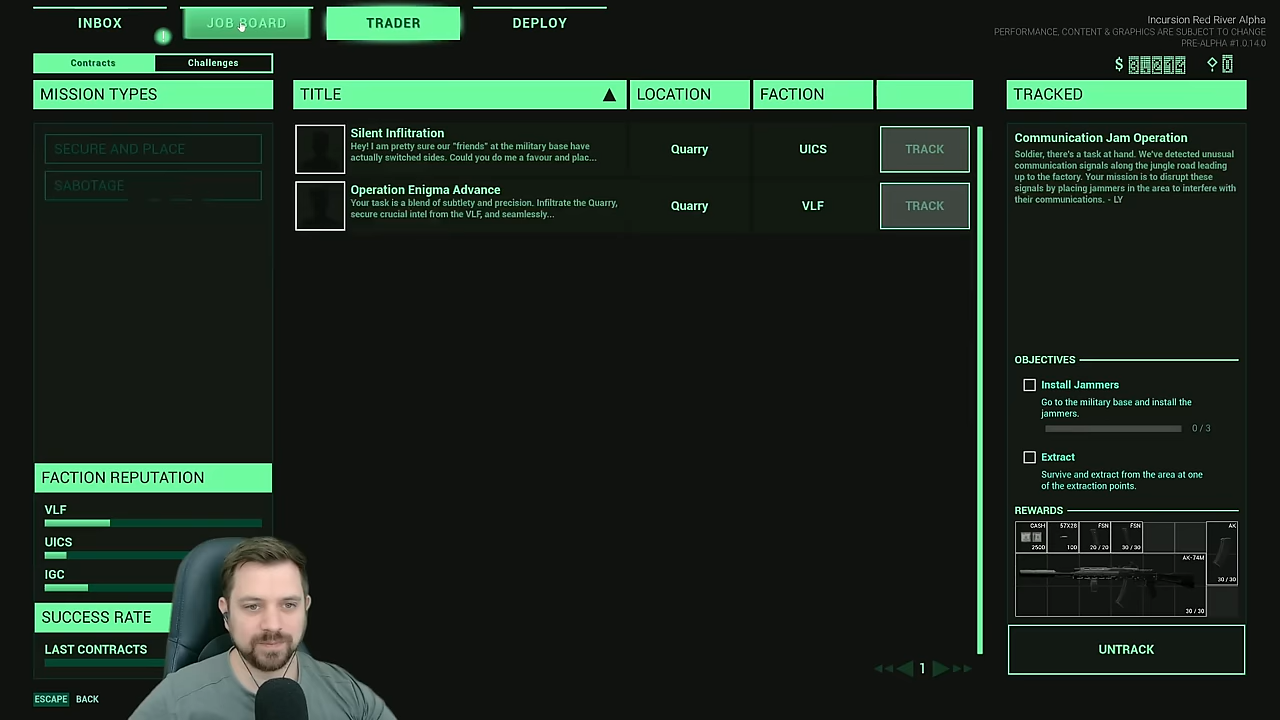 INBOX
!
JOB BOARD
TRADER
DEPLOY
Incursion Red River Alpha
PERFORMANCE, CONTENT & GRAPHICS ARE SUBJECT TO CHANGE
PRE-ALPHA #1.0.14.0
Contracts
Challenges
$
MISSION TYPES
TITLE
LOCATION
FACTION
TRACKED
SECURE AND PLACE
SABOTAGE
Silent Inflitration
Hey! I am pretty sure our "friends" at the military base have
actually switched sides. Could you do me a favour and plac...
Quarry
UICS
TRACK
Operation Enigma Advance
Your task is a blend of subtlety and precision. Infiltrate the Quarry,
secure crucial intel from the VLF, and seamlessly...
Quarry
VLF
TRACK
Communication Jam Operation
Soldier, there's a task at hand. We've detected unusual
communication signals along the jungle road leading
up to the factory. Your mission is to disrupt these
signals by placing jammers in the area to interfere with
their communications. - LY
OBJECTIVES
Install Jammers
Go to the military base and install the
jammers.
0 / 3
Extract
Survive and extract from the area at one
of the extraction points.
REWARDS
CASH
2500
57X28
100
FSN
20 / 20
FSN
30 / 30
AK
30 / 30
AK-74M
30 / 30
UNTRACK
FACTION REPUTATION
VLF
UICS
IGC
SUCCESS RATE
LAST CONTRACTS
1
ESCAPE BACK